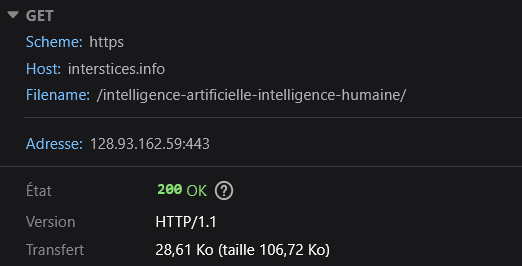 GET
Scheme: https
Host: interstices.info
Filename: /intelligence-artificielle-intelligence-humaine/
Adresse: 128.93.162.59:443
État 200 OK ?
Version HTTP/1.1
Transfert 28,61 Ko (taille 106,72 Ko)